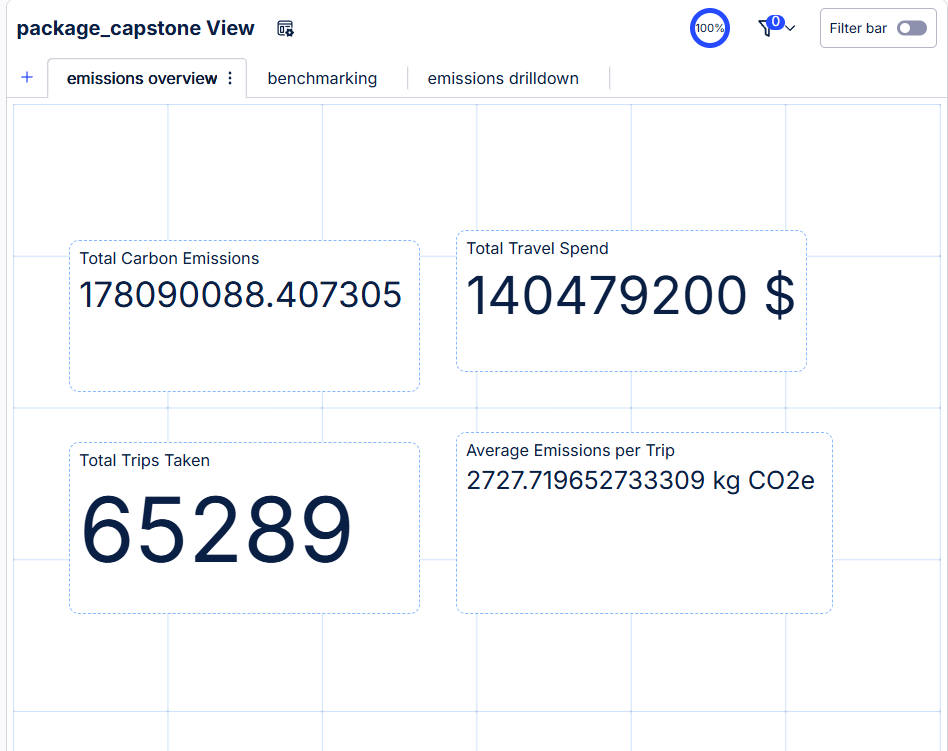 package_capstone View
100%
0
Filter bar
+
emissions overview
benchmarking
emissions drilldown
Total Carbon Emissions
178090088.407305
Total Travel Spend
140479200 $
Total Trips Taken
65289
Average Emissions per Trip
2727.719652733309 kg CO2e